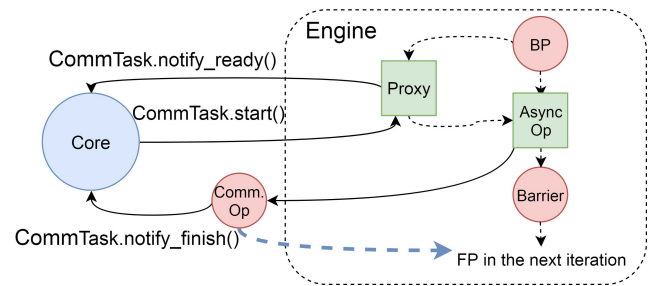 Engine
BP
CommTask.notify_ready()
Proxy
CommTask.start()
Async
Op
Core
Comm.
Op
Barrier
CommTask.notify_finish()
FP in the next iteration